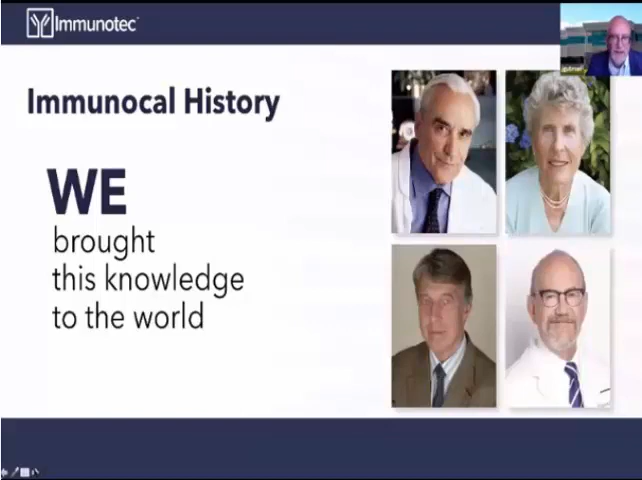 Immunotec
Immunocal History
WE
brought
this knowledge
to the world